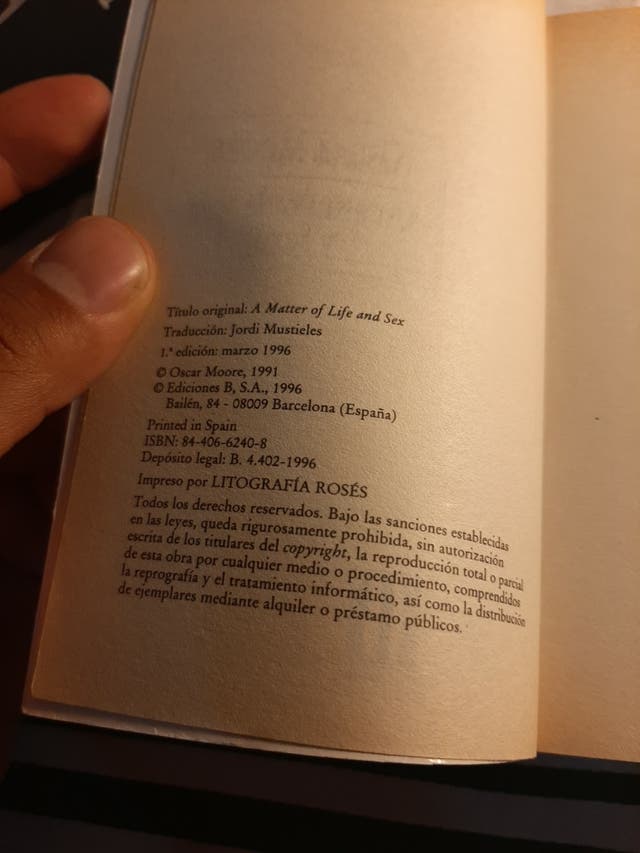 Título original: A Matter of Life and Sex
Traducción: Jordi Mustieles
1.ª edición: marzo 1996
© Oscar Moore, 1991
© Ediciones B, S.A., 1996
Bailén, 84 - 08009 Barcelona (España)
Printed in Spain
ISBN: 84-406-6240-8
Depósito legal: B. 4.402-1996
Impreso por LITOGRAFÍA ROSÉS
Todos los derechos reservados. Bajo las sanciones establecidas
en las leyes, queda rigurosamente prohibida, sin autorización
escrita de los titulares del copyright, la reproducción total o parcial
de esta obra por cualquier medio o procedimiento, comprendidos
la reprografía y el tratamiento informático, así como la distribución
de ejemplares mediante alquiler o préstamo públicos.